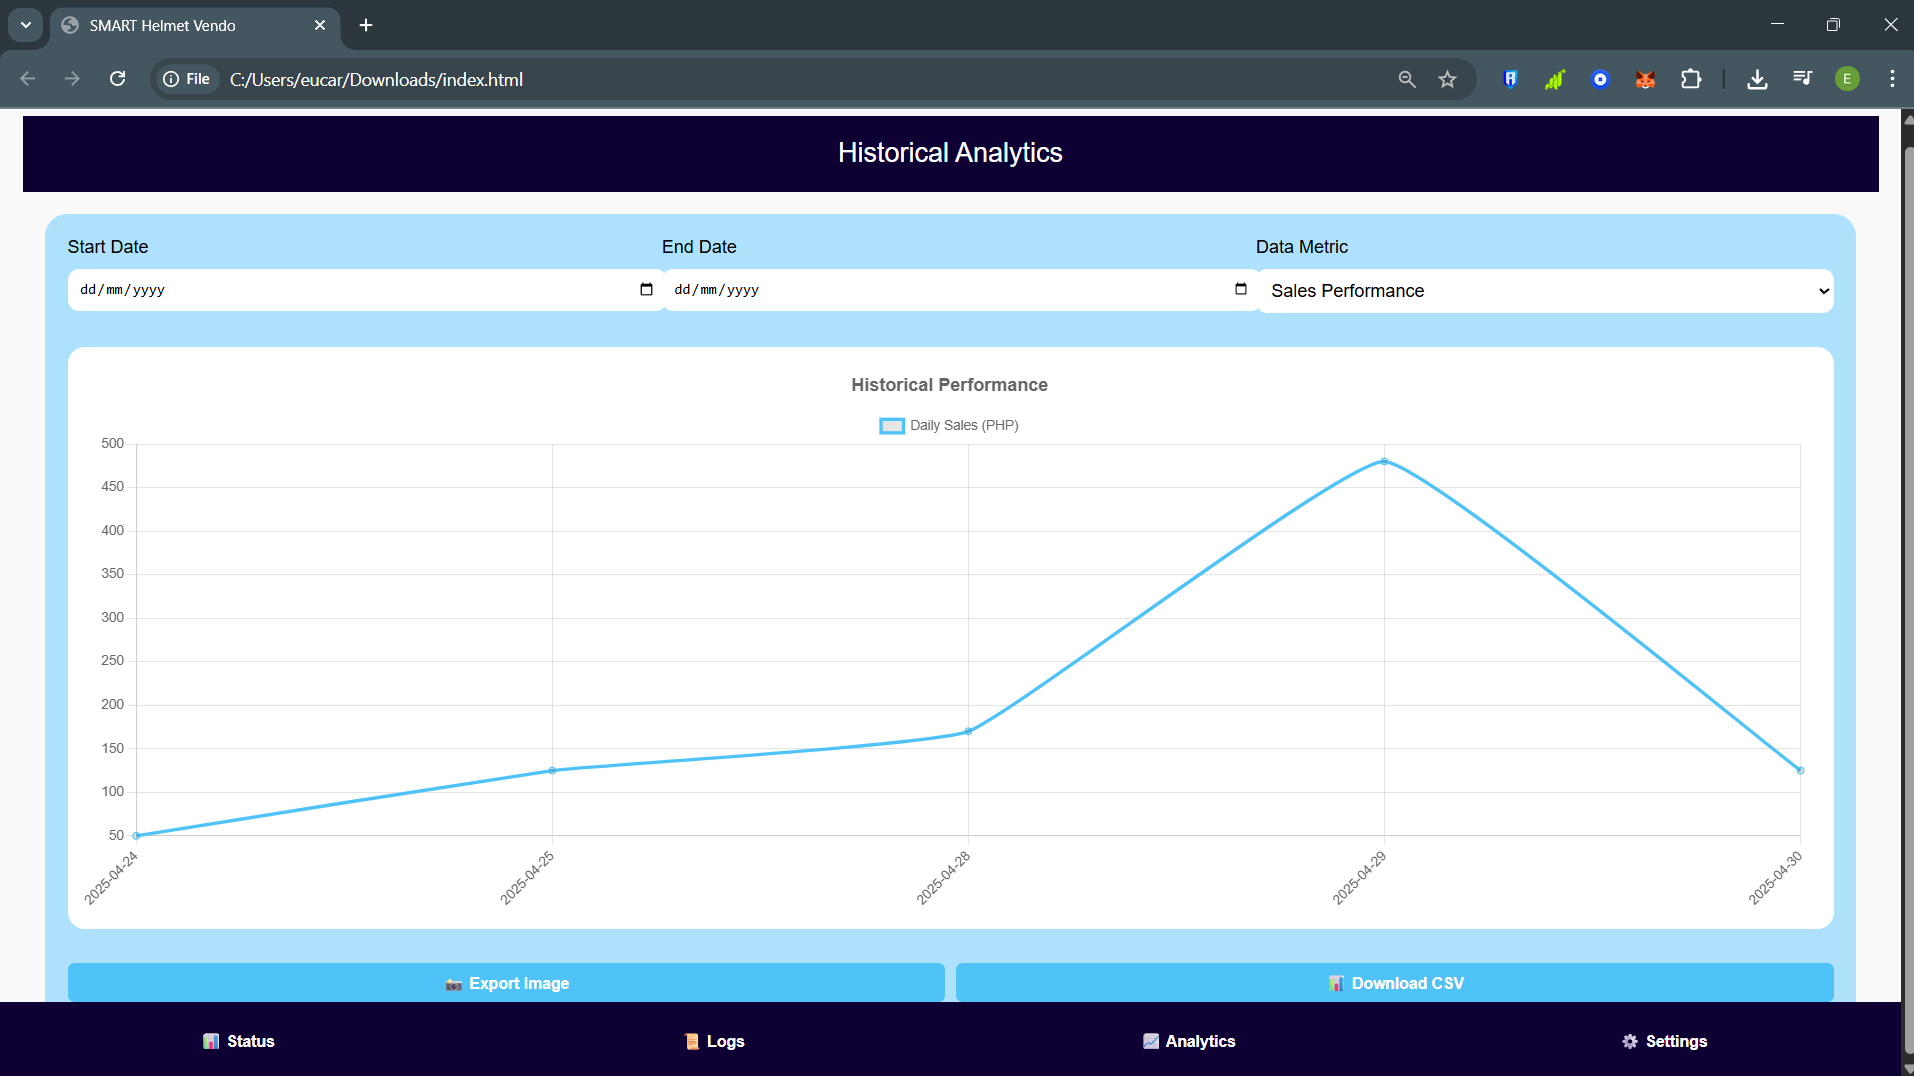 SMART Helmet Vendo
File C:/Users/eucar/Downloads/index.html
E
Historical Analytics
Start Date End Date Data Metric
dd/mm/yyyy dd/mm/yyyy Sales Performance
Historical Performance
Daily Sales (PHP)
500
450
400
350
300
250
200
150
100
50
2025-04-24 2025-04-25 2025-04-28 2025-04-29 2025-04-30
Export Image Download CSV
Status Logs Analytics Settings